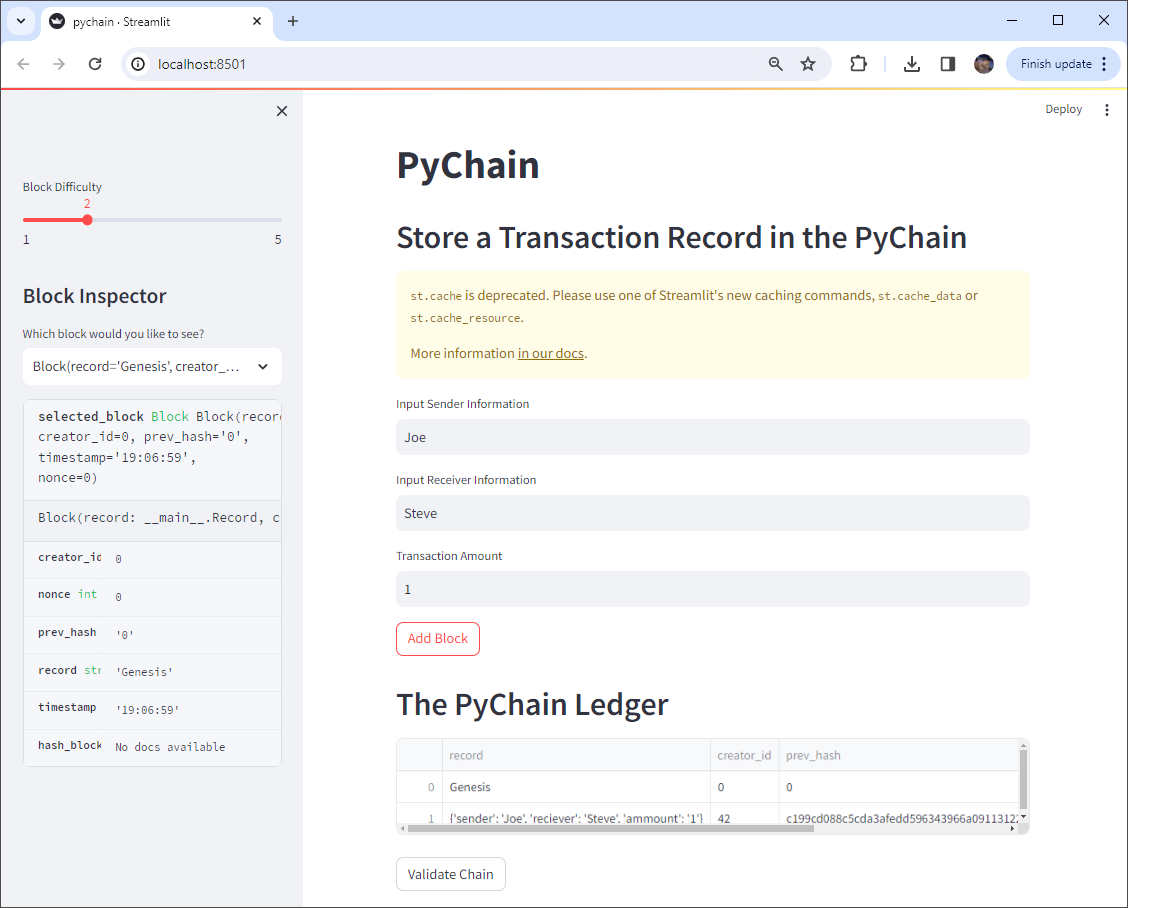 pychain · Streamlit
localhost:8501
Finish update
Deploy
Block Difficulty
2
1 5
Block Inspector
Which block would you like to see?
Block(record='Genesis', creator_...
selected_block Block Block(recor
creator_id=0, prev_hash='0',
timestamp='19:06:59',
nonce=0)
Block(record: __main__.Record, c
creator_id 0
nonce int 0
prev_hash '0'
record str 'Genesis'
timestamp '19:06:59'
hash_block No docs available
PyChain
Store a Transaction Record in the PyChain
st.cache is deprecated. Please use one of Streamlit's new caching commands, st.cache_data or
st.cache_resource.
More information in our docs.
Input Sender Information
Joe
Input Receiver Information
Steve
Transaction Amount
1
Add Block
The PyChain Ledger
record creator_id prev_hash
0 Genesis 0 0
1 {'sender': 'Joe', 'reciever': 'Steve', 'ammount': '1'} 42 c199cd088c5cda3afedd596343966a0911312
Validate Chain